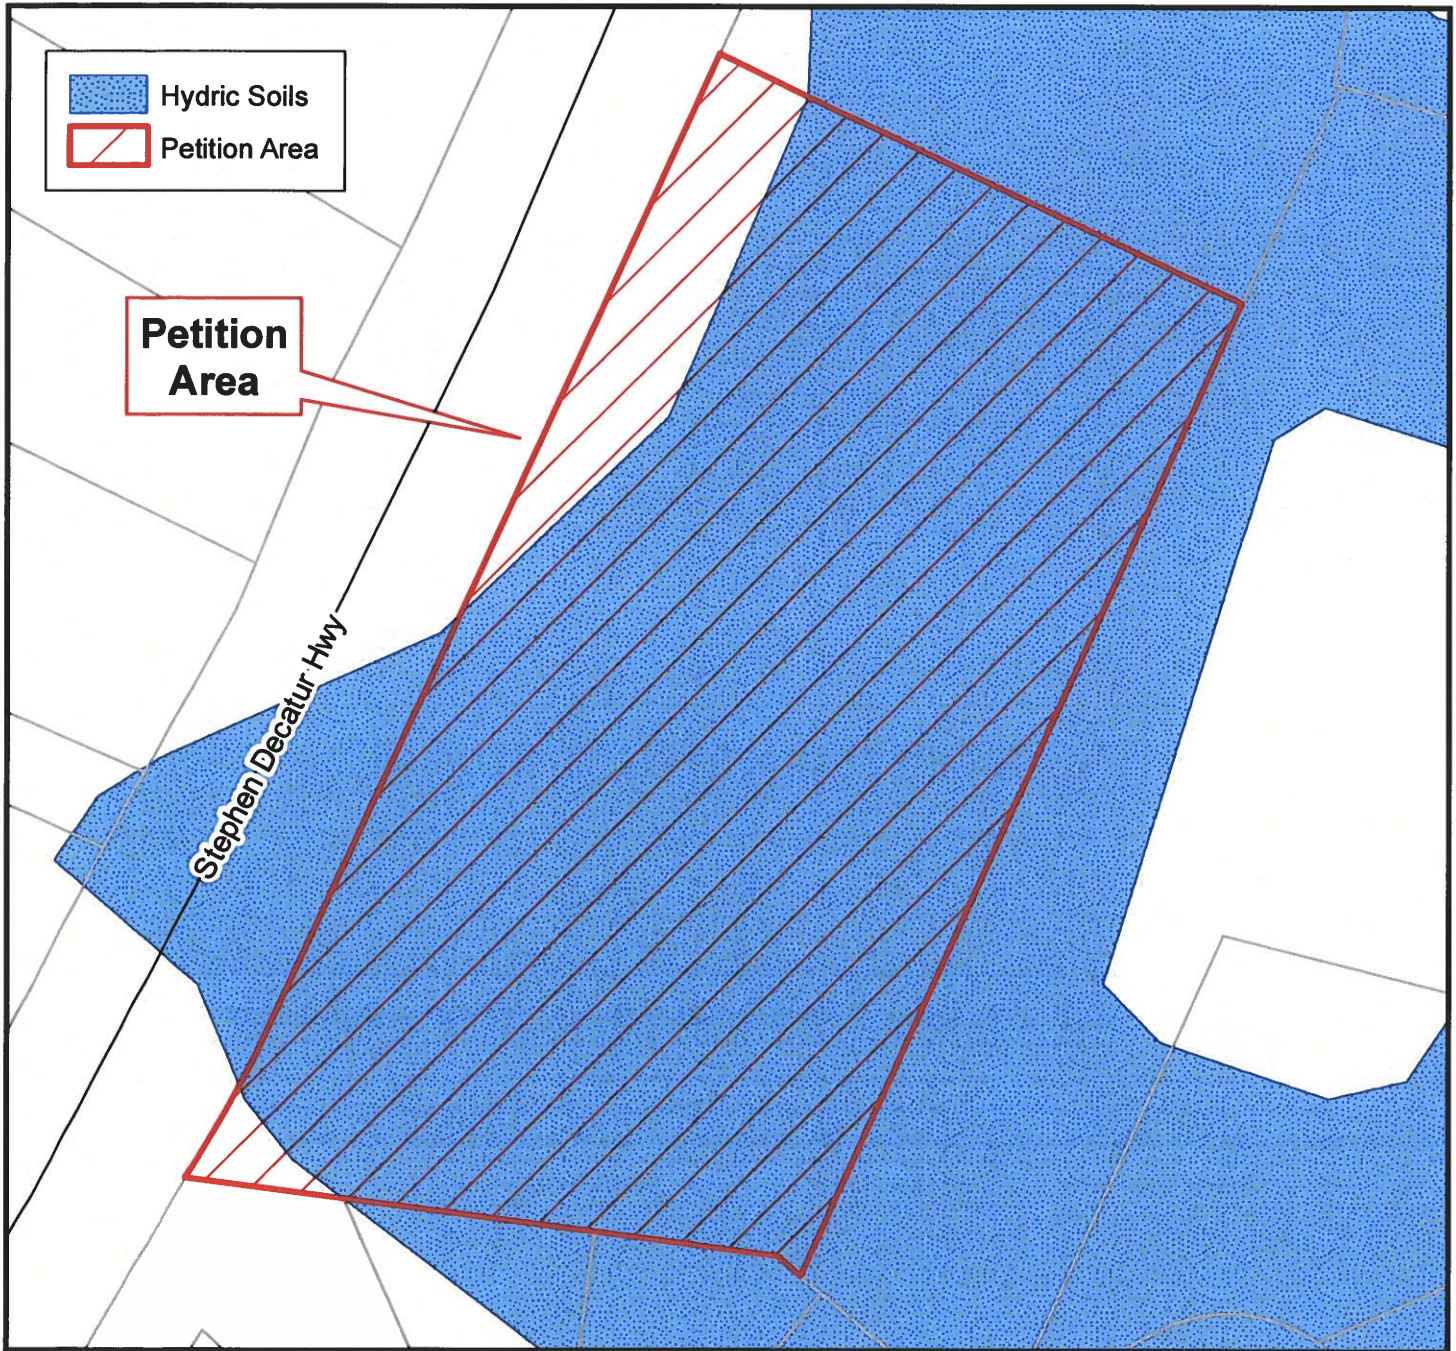 Hydric Soils
Petition Area
Petition
Area
Stephen Decatur Hwy